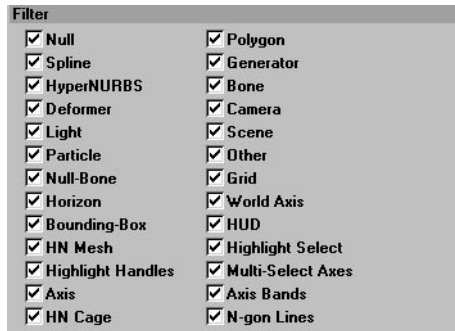 Filter
Null Polygon
Spline Generator
HyperNURBS Bone
Deformer Camera
Light Scene
Particle Other
Null-Bone Grid
Horizon World Axis
Bounding-Box HUD
HN Mesh Highlight Select
Highlight Handles Multi-Select Axes
Axis Axis Bands
HN Cage N-gon Lines